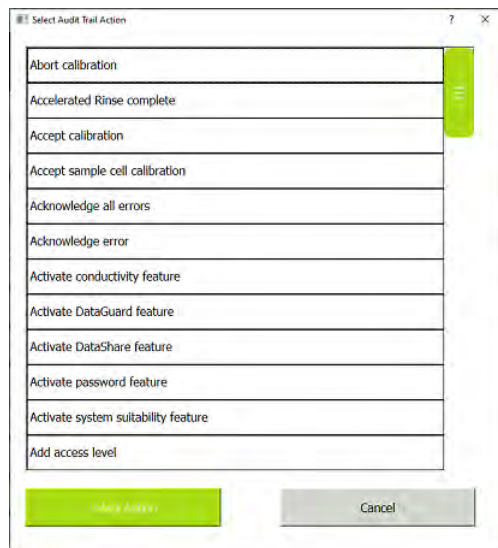 Select Audit Trail Action
? ×
Abort calibration
Accelerated Rinse complete
Accept calibration
Accept sample cell calibration
Acknowledge all errors
Acknowledge error
Activate conductivity feature
Activate DataGuard feature
Activate DataShare feature
Activate password feature
Activate system suitability feature
Add access level
Select Action
Cancel